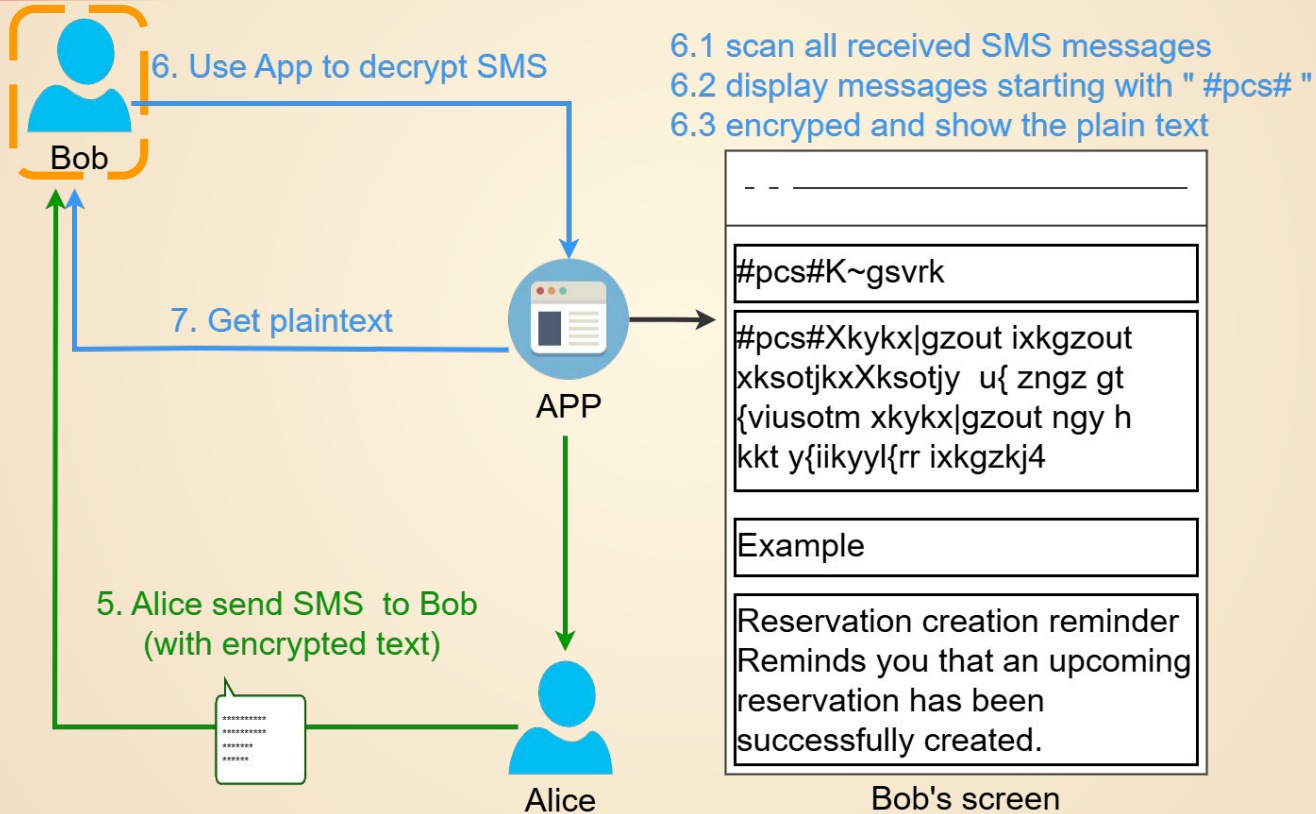 6. Use App to decrypt SMS
Bob
7. Get plaintext
APP
5. Alice send SMS  to Bob
(with encrypted text)
**********
**********
*******
******
Alice
6.1 scan all received SMS messages
6.2 display messages starting with " #pcs# "
6.3 encryped and show the plain text
#pcs#K~gsvrk
#pcs#Xkykx|gzout ixkgzout
xksotjkxXksotjy  u{ zngz gt
{viusotm xkykx|gzout ngy h
kkt y{iikyyl{rr ixkgzkj4
Example
Reservation creation reminder
Reminds you that an upcoming
reservation has been
successfully created.
Bob's screen